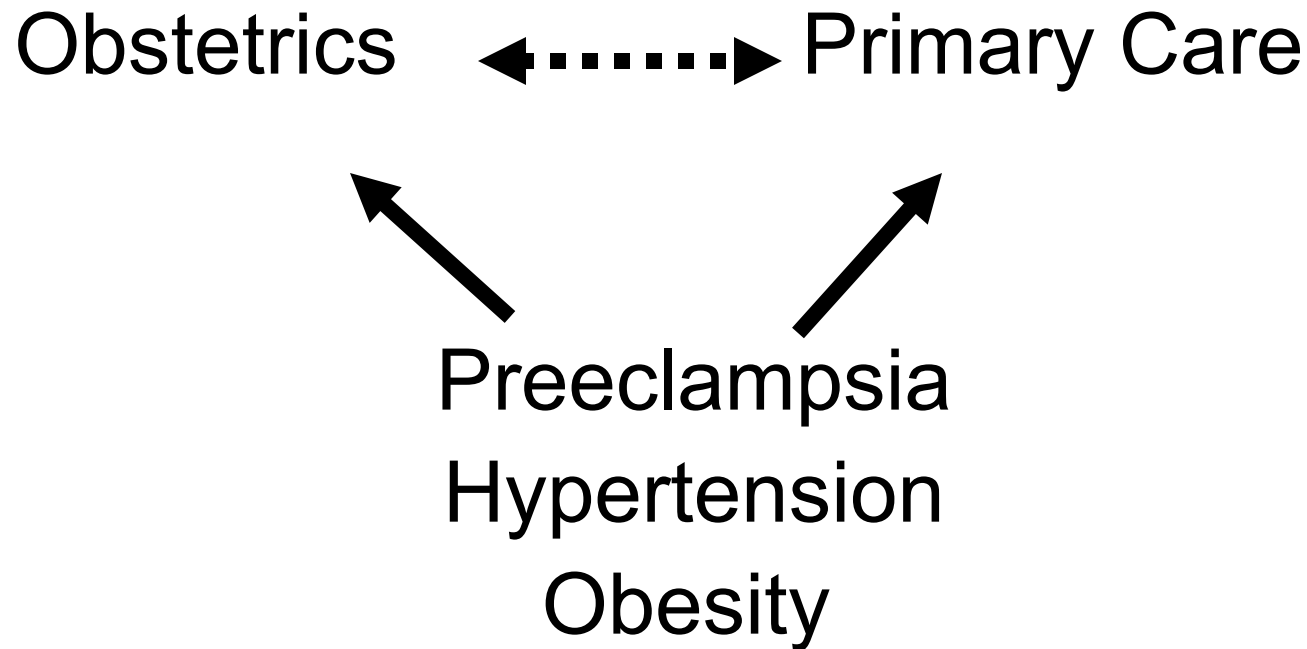 Obstetrics Primary Care
Preeclampsia
Hypertension
Obesity